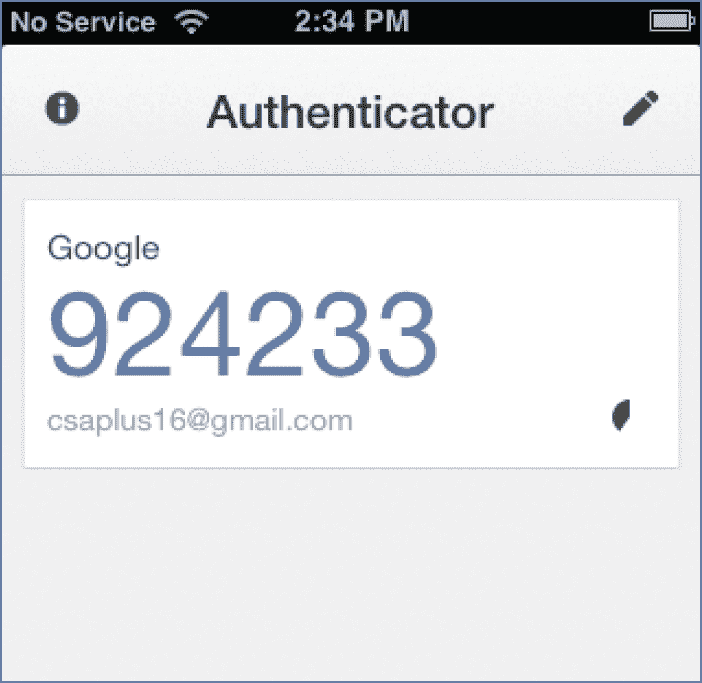 No Service 2:34 PM
Authenticator
Google
924233
csaplus16@gmail.com